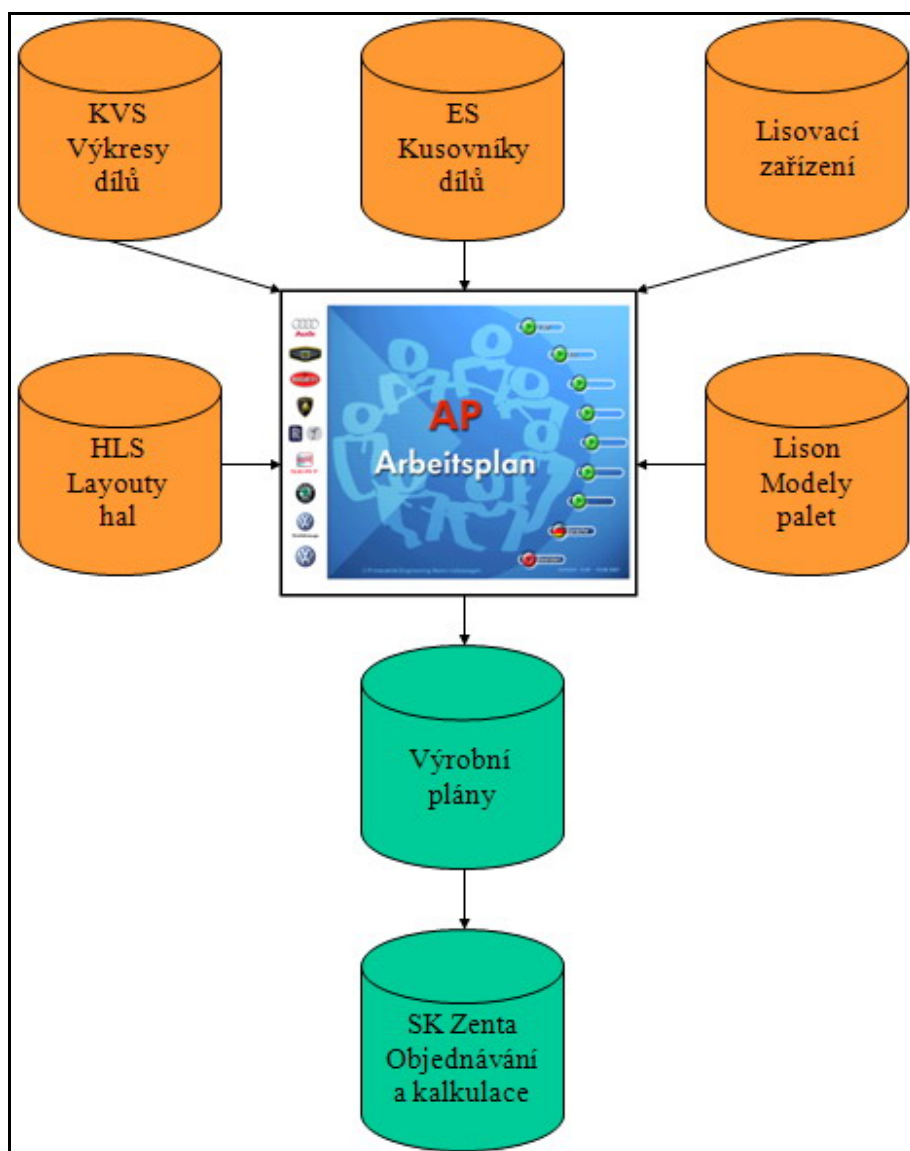 KVS
Výkresy
dílů
ES
Kusovníky
dílů
Lisovací
zařízení
HLS
Layouty
hal
Audi
AP
Arbeitsplan
Lison
Modely
palet
Výrobní
plány
SK Zenta
Objednávání
a kalkulace